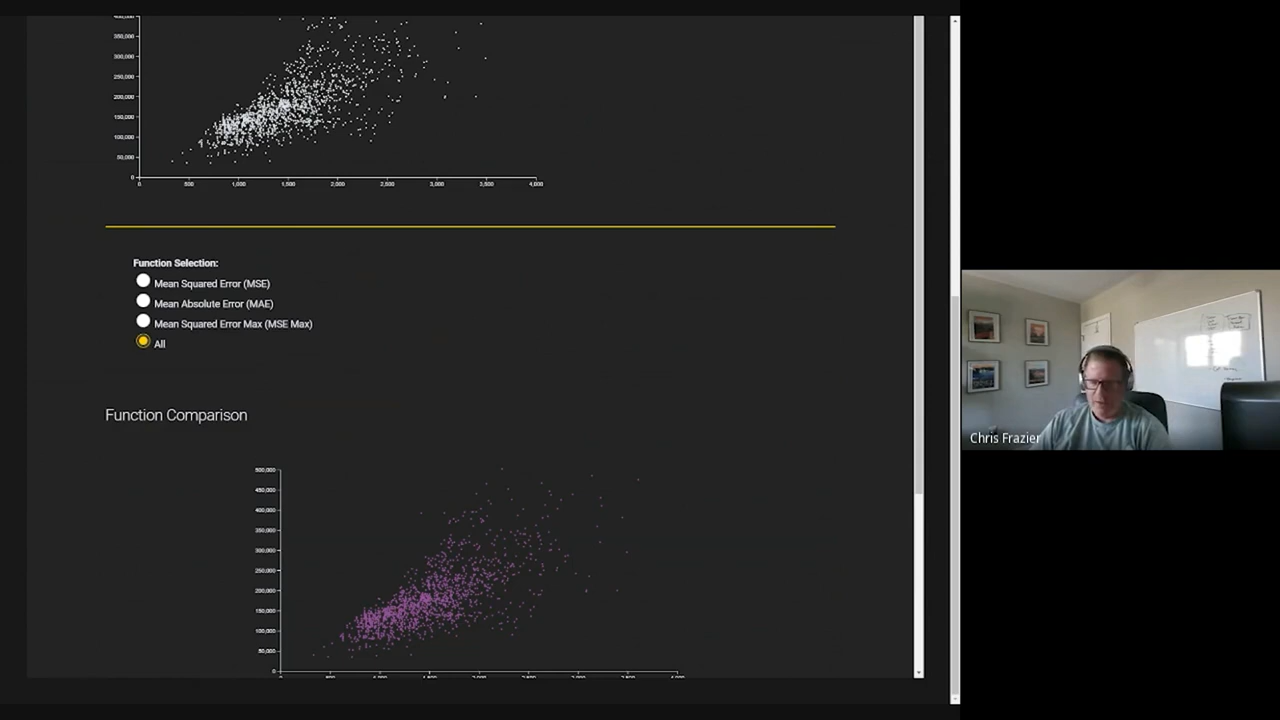 400,000
350,000
300,000
250,000
200,000
150,000
100,000
50,000
0
0 500 1,000 1,500 2,000 2,500 3,000 3,500 4,000
Function Selection:
Mean Squared Error (MSE)
Mean Absolute Error (MAE)
Mean Squared Error Max (MSE Max)
All
Function Comparison
500,000
450,000
400,000
350,000
300,000
250,000
200,000
150,000
100,000
50,000
0
Chris Frazier